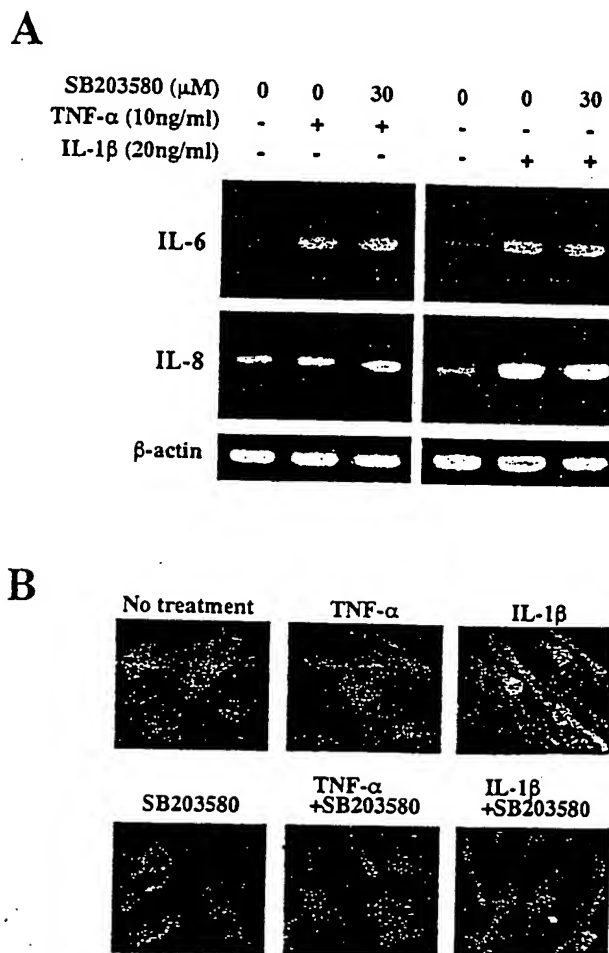 A
SB203580 (μM) 0 0 30 0 0 30
TNF-α (10ng/ml) - + + - - -
IL-1β (20ng/ml) - - - - + +
IL-6
IL-8
β-actin
B
No treatment TNF-α IL-1β
SB203580 TNF-α +SB203580 IL-1β +SB203580